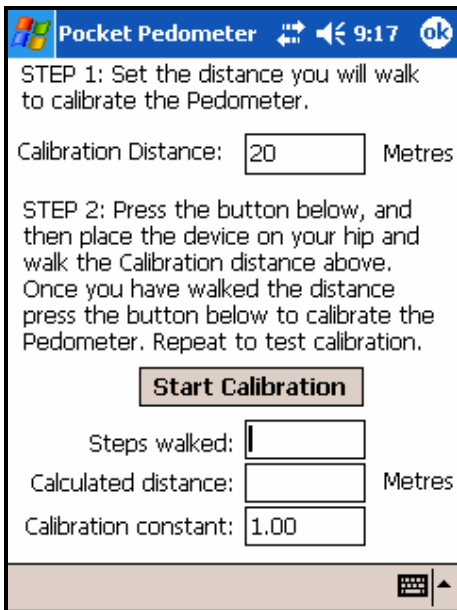 Pocket Pedometer 9:17 ok
STEP 1: Set the distance you will walk
to calibrate the Pedometer.
Calibration Distance: 20 Metres
STEP 2: Press the button below, and
then place the device on your hip and
walk the Calibration distance above.
Once you have walked the distance
press the button below to calibrate the
Pedometer. Repeat to test calibration.
Start Calibration
Steps walked:
Calculated distance: Metres
Calibration constant: 1.00